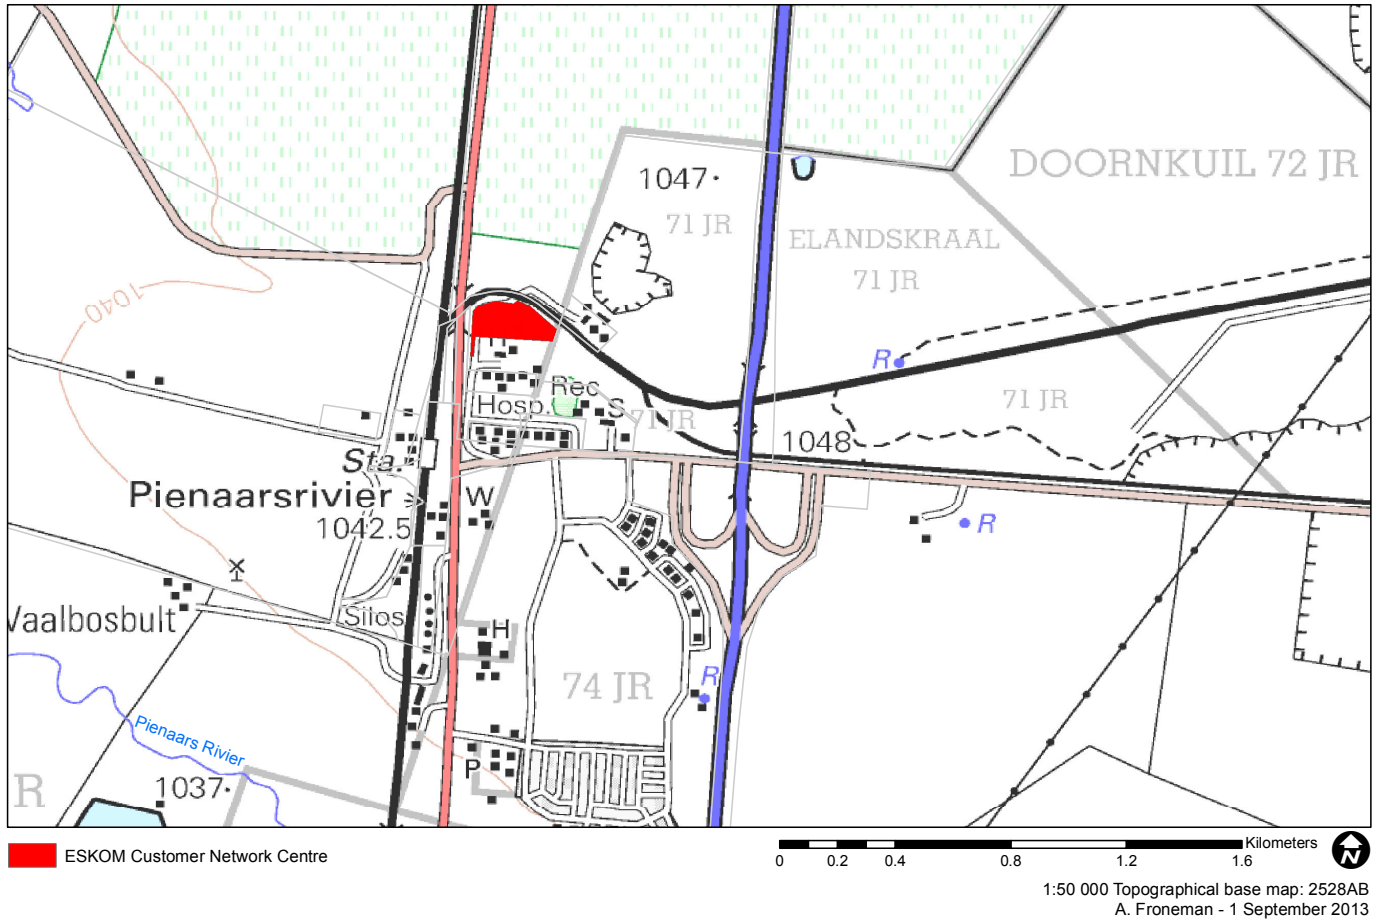 DOORNKUIL 72 JR
1047
71 JR
ELANDSKRAAL
71 JR
1040
R
Rec
71 JR
Hosp.
S
71 JR
1048
Sta.
Pienaarsrivier
W
R
1042.5
Vaalbosbult
Silos
H
74 JR
R
Pienaars Rivier
P
R
1037
ESKOM Customer Network Centre
Kilometers
0 0.2 0.4 0.8 1.2 1.6
N
1:50 000 Topographical base map: 2528AB
A. Froneman - 1 September 2013